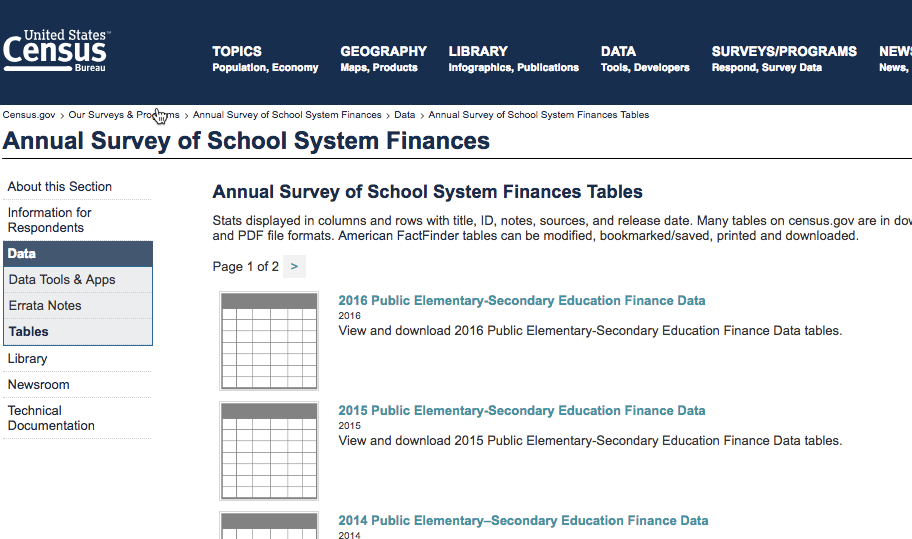 United States™
Census
Bureau
TOPICS
Population, Economy
GEOGRAPHY
Maps, Products
LIBRARY
Infographics, Publications
DATA
Tools, Developers
SURVEYS/PROGRAMS
Respond, Survey Data
News,
Census.gov › Our Surveys & Programs › Annual Survey of School System Finances › Data › Annual Survey of School System Finances Tables
Annual Survey of School System Finances
About this Section
Information for
Respondents
Data
Data Tools & Apps
Errata Notes
Tables
Library
Newsroom
Technical
Documentation
Annual Survey of School System Finances Tables
Stats displayed in columns and rows with title, ID, notes, sources, and release date. Many tables on census.gov are in
and PDF file formats. American FactFinder tables can be modified, bookmarked/saved, printed and downloaded.
Page 1 of 2 >
2016 Public Elementary-Secondary Education Finance Data
2016
View and download 2016 Public Elementary-Secondary Education Finance Data tables.
2015 Public Elementary-Secondary Education Finance Data
2015
View and download 2015 Public Elementary-Secondary Education Finance Data tables.
2014 Public Elementary–Secondary Education Finance Data
2014